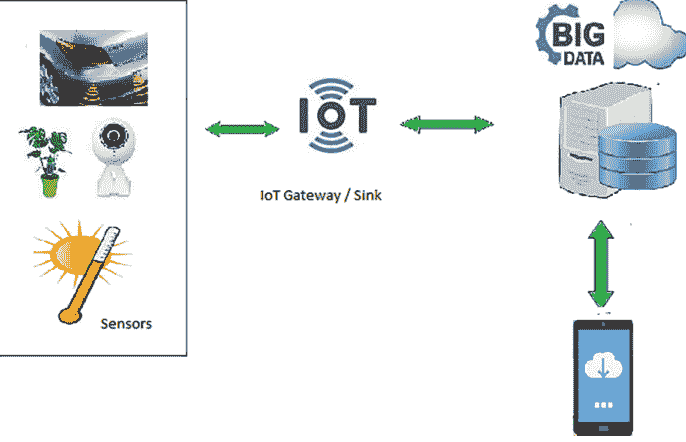 BIG
DATA
IoT
IoT Gateway / Sink
Sensors